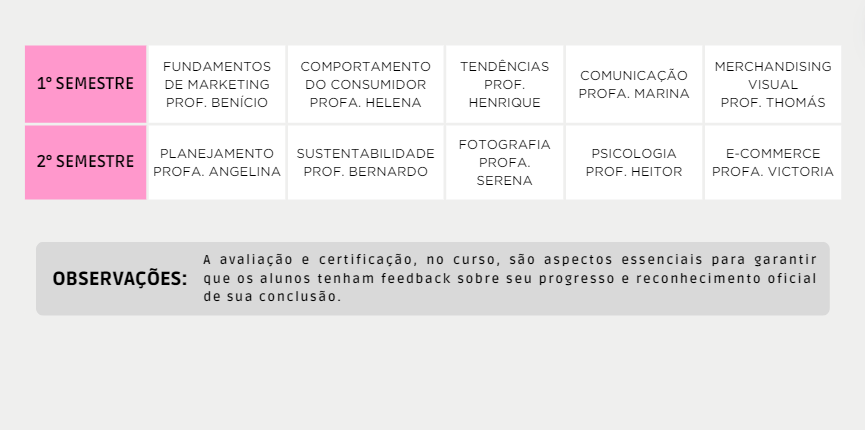 1º SEMESTRE
FUNDAMENTOS
DE MARKETING
PROF. BENÍCIO
COMPORTAMENTO
DO CONSUMIDOR
PROFA. HELENA
TENDÊNCIAS
PROF.
HENRIQUE
COMUNICAÇÃO
PROFA. MARINA
MERCHANDISING
VISUAL
PROF. THOMÁS
2º SEMESTRE
PLANEJAMENTO
PROFA. ANGELINA
SUSTENTABILIDADE
PROF. BERNARDO
FOTOGRAFIA
PROFA.
SERENA
PSICOLOGIA
PROF. HEITOR
E-COMMERCE
PROFA. VICTORIA
OBSERVAÇÕES:
A avaliação e certificação, no curso, são aspectos essenciais para garantir
que os alunos tenham feedback sobre seu progresso e reconhecimento oficial
de sua conclusão.